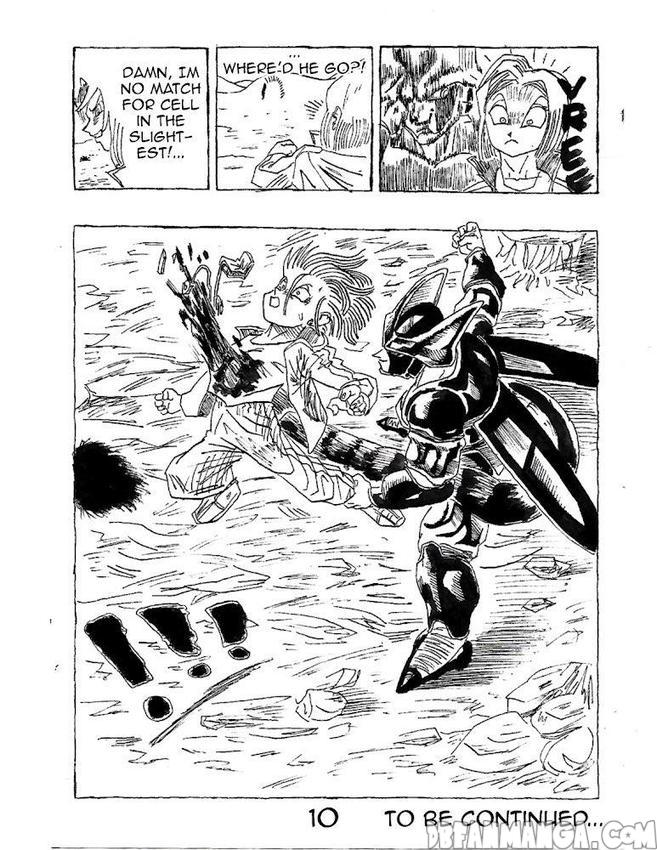 DAMN, IM
NO MATCH
FOR CELL
IN THE
SLIGHT-
EST!...
...
WHERE'D HE GO?!
VREE
!!!
10 TO BE CONTINUED...
DBFANMANGA.COM